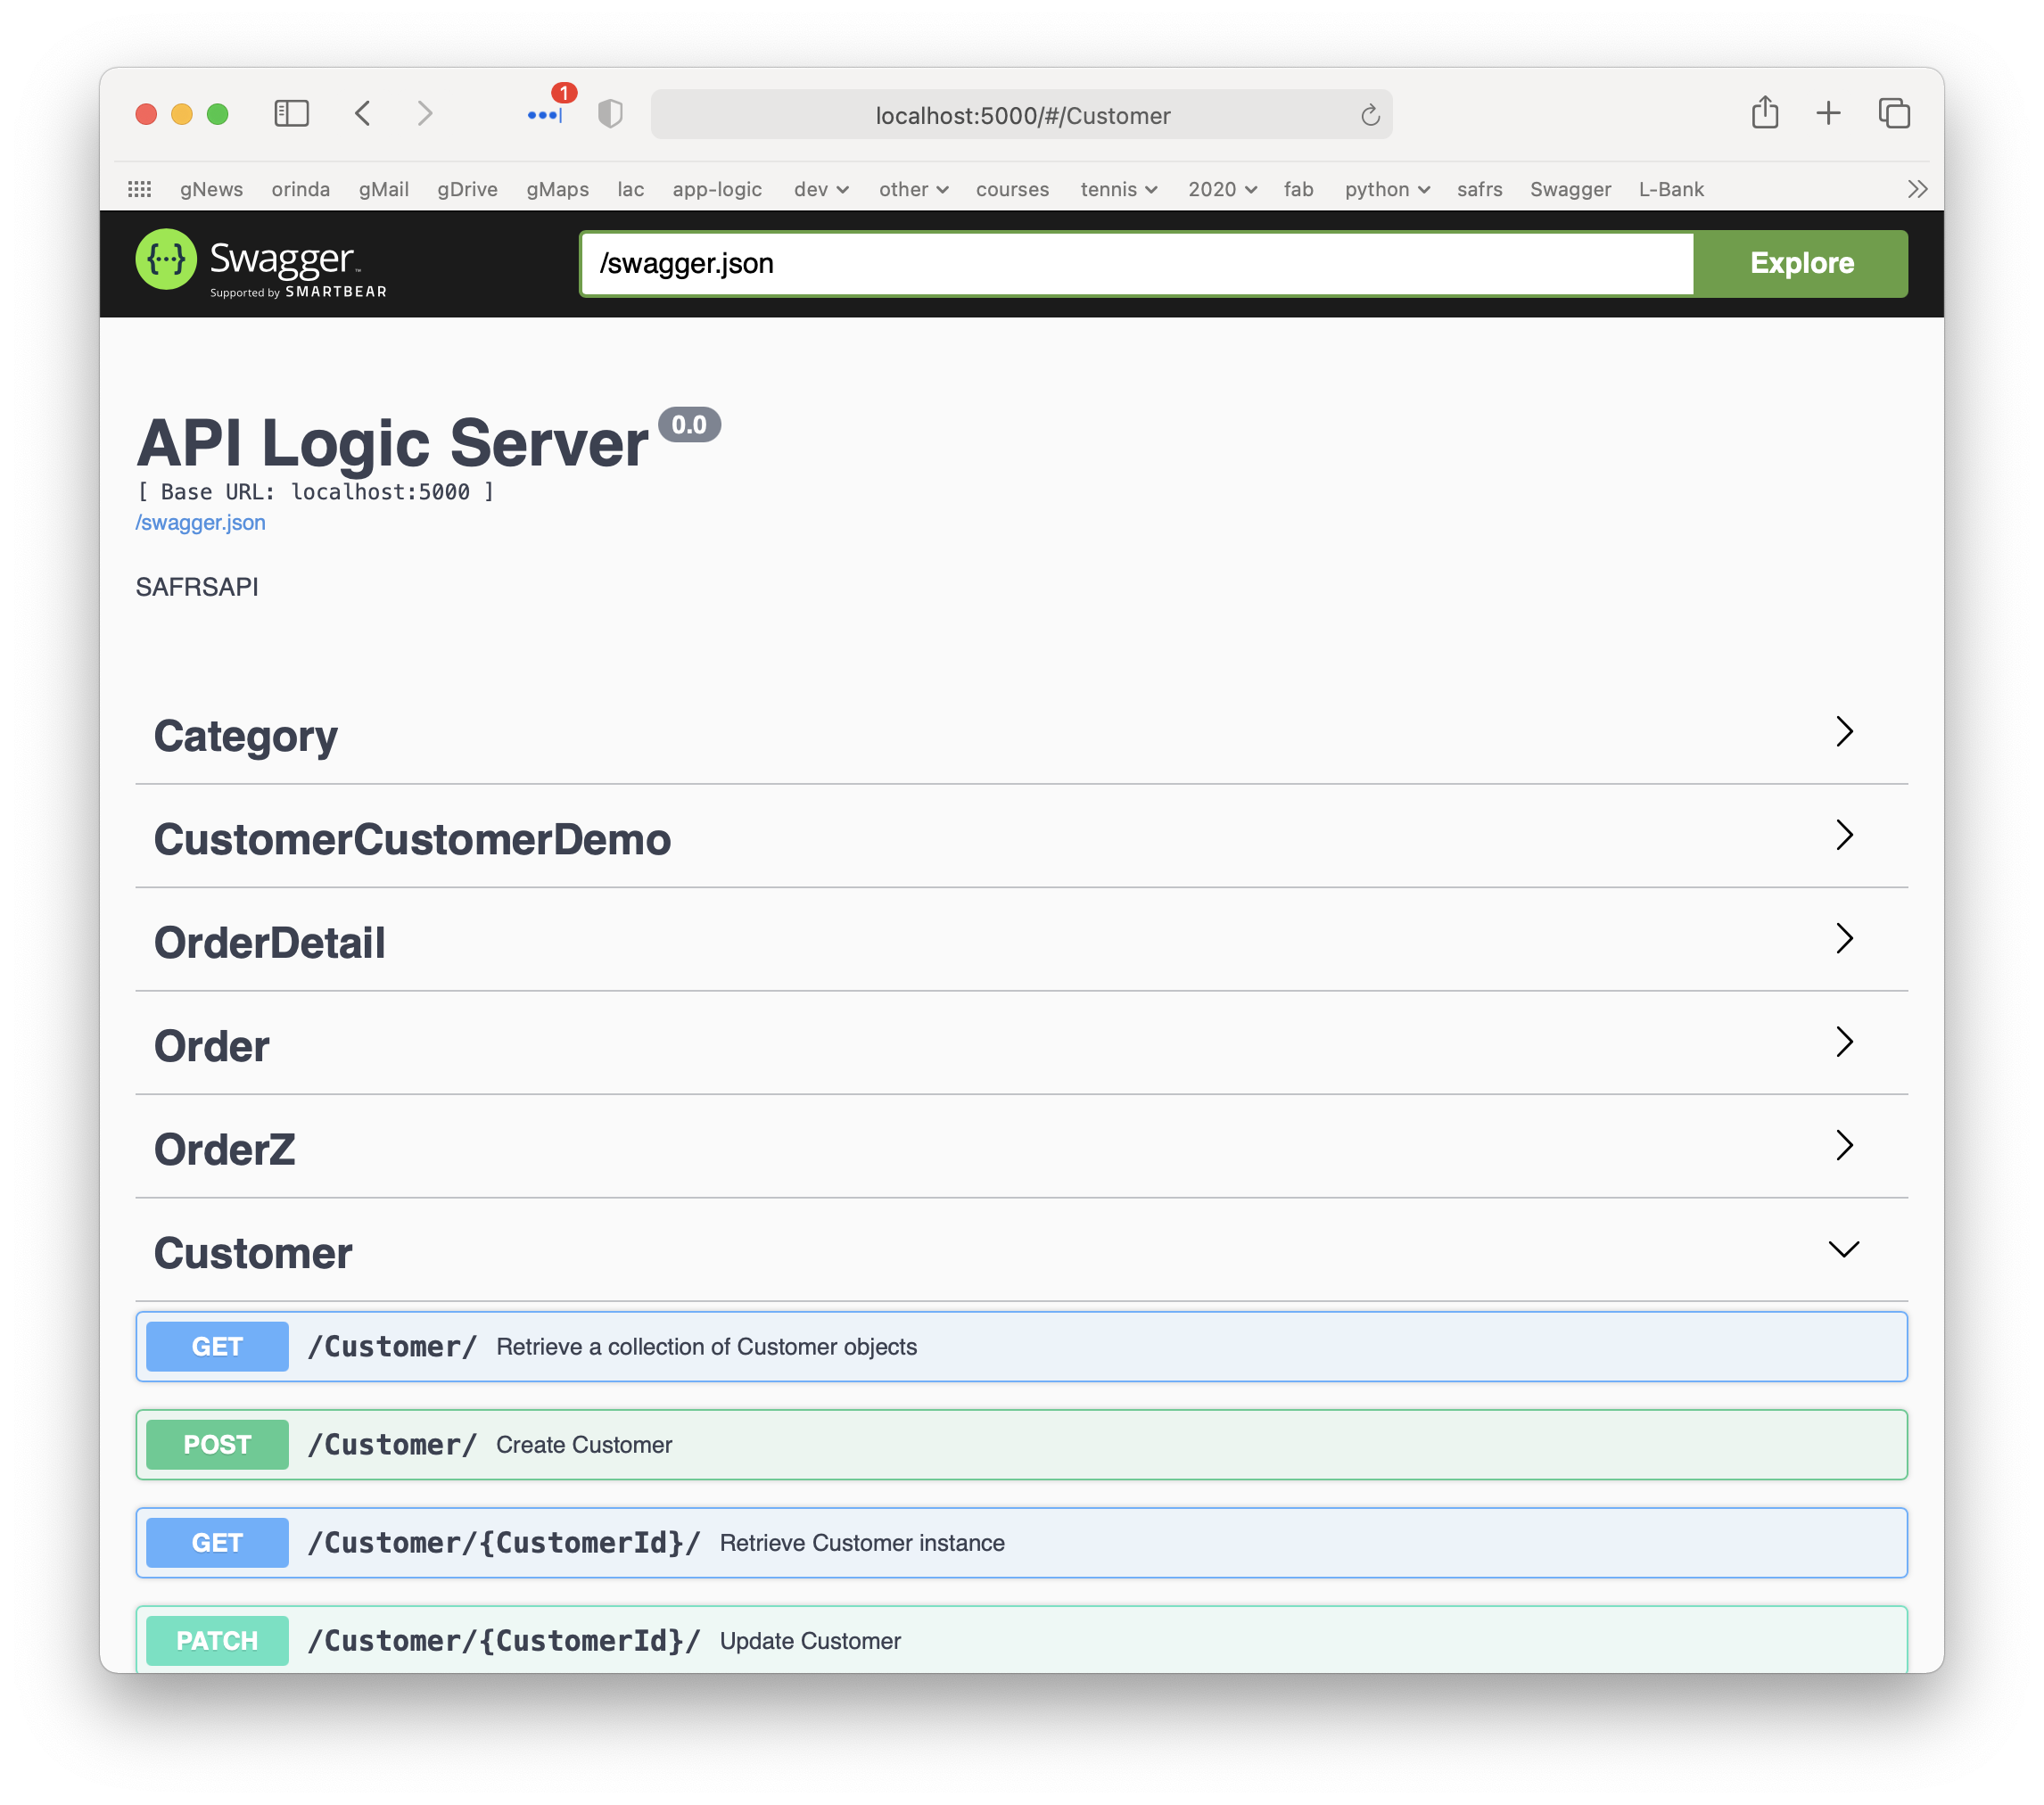 1
localhost:5000/#/Customer
gNews orinda gMail gDrive gMaps lac app-logic dev other courses tennis 2020 fab python safrs Swagger L-Bank
{...} Swagger™
Supported by SMARTBEAR
/swagger.json
Explore
API Logic Server 0.0
[ Base URL: localhost:5000 ]
/swagger.json
SAFRSAPI
Category
CustomerCustomerDemo
OrderDetail
Order
OrderZ
Customer
GET /Customer/ Retrieve a collection of Customer objects
POST /Customer/ Create Customer
GET /Customer/{CustomerId}/ Retrieve Customer instance
PATCH /Customer/{CustomerId}/ Update Customer